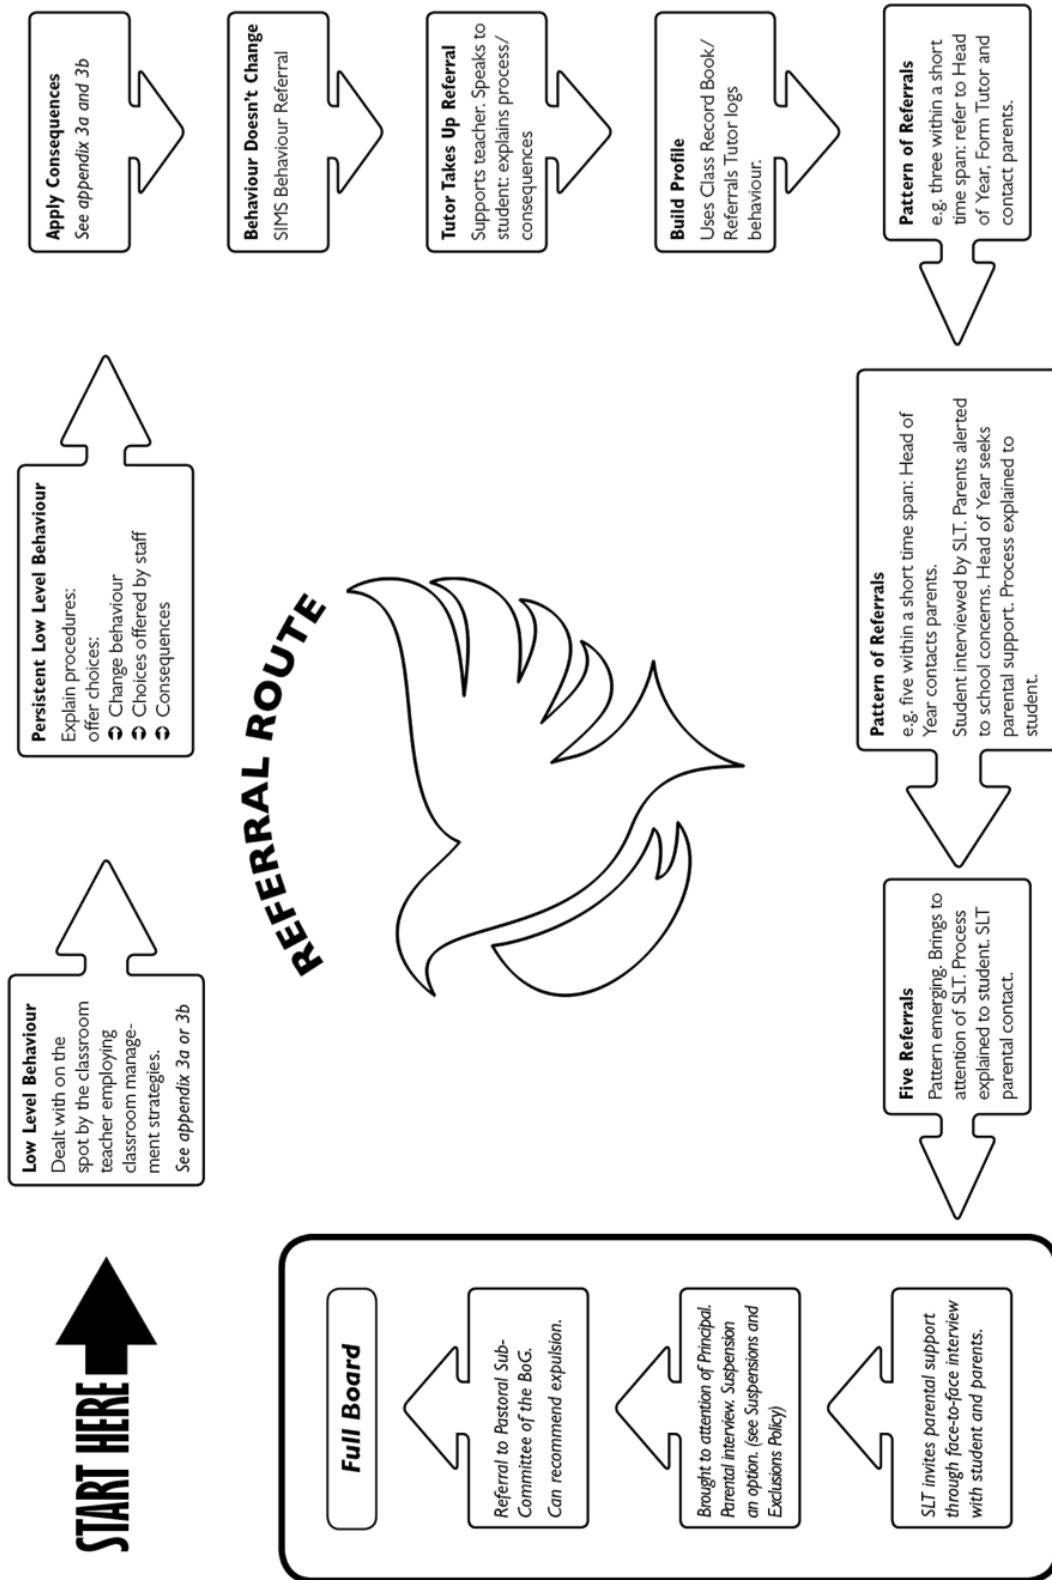 START HERE
Low Level Behaviour
Dealt with on the
spot by the classroom
teacher employing
classroom manage-
ment strategies.
See appendix 3a or 3b
Persistent Low Level Behaviour
Explain procedures:
offer choices:
➲ Change behaviour
➲ Choices offered by staff
➲ Consequences
Apply Consequences
See appendix 3a and 3b
Behaviour Doesn't Change
SIMS Behaviour Referral
Tutor Takes Up Referral
Supports teacher. Speaks to
student: explains process/
consequences
Build Profile
Uses Class Record Book/
Referrals Tutor logs
behaviour.
Pattern of Referrals
e.g. three within a short
time span: refer to Head
of Year, Form Tutor and
contact parents.
Pattern of Referrals
e.g. five within a short time span: Head of
Year contacts parents.
Student interviewed by SLT. Parents alerted
to school concerns. Head of Year seeks
parental support. Process explained to
student.
Five Referrals
Pattern emerging. Brings to
attention of SLT. Process
explained to student. SLT
parental contact.
SLT invites parental support
through face-to-face interview
with student and parents.
Brought to attention of Principal.
Parental interview. Suspension
an option. (see Suspensions and
Exclusions Policy)
Referral to Pastoral Sub-
Committee of the BoG.
Can recommend expulsion.
Full Board
REFERRAL ROUTE